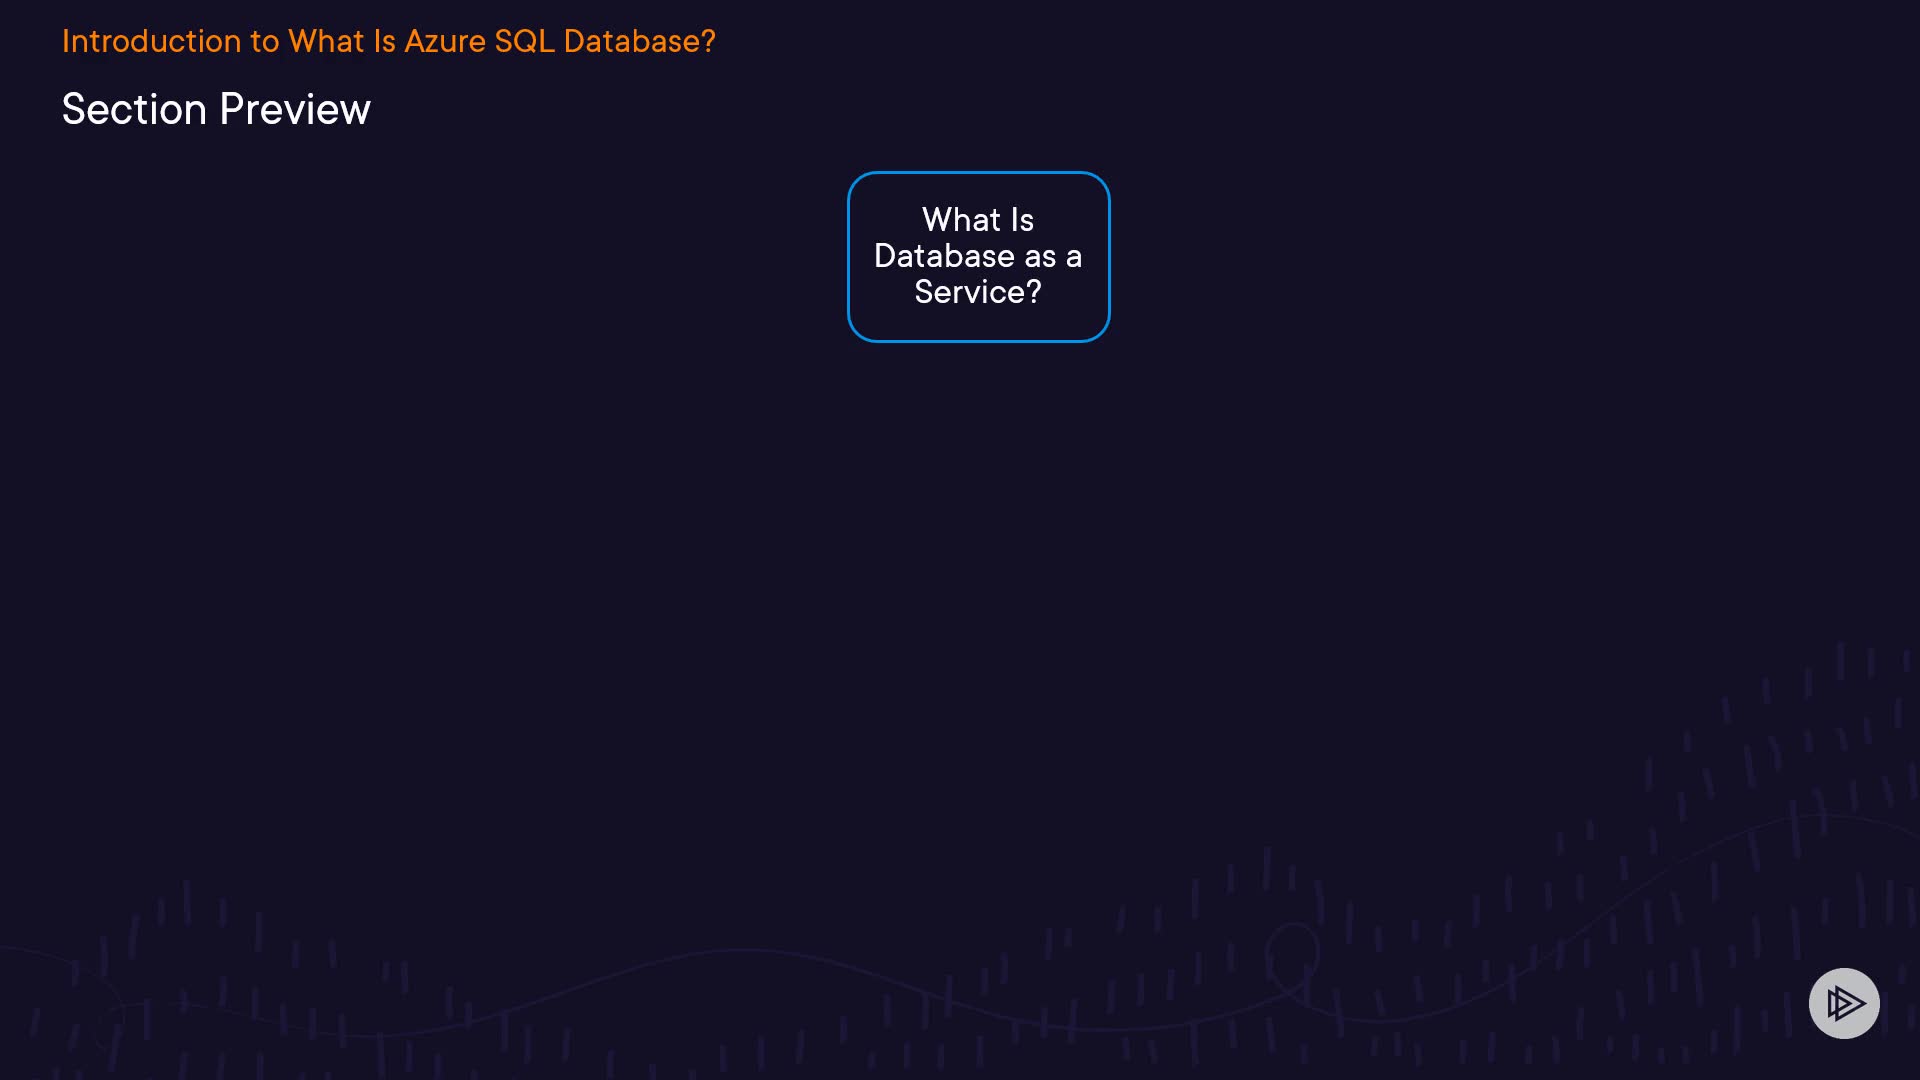 Introduction to What Is Azure SQL Database?
Section Preview
What Is
Database as a
Service?